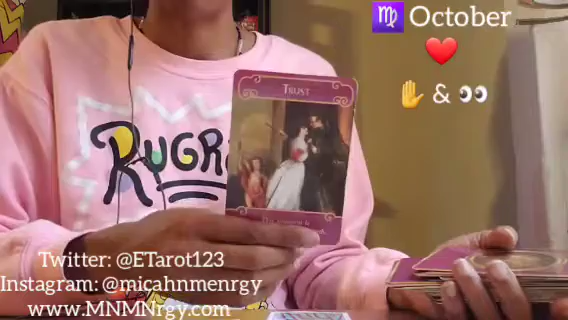 ♍ October
❤️
✋ & 👀
TRUST
RUGR
Twitter: @ETarot123
Instagram: @micahnmenrgy
www.MNMNrgy.com